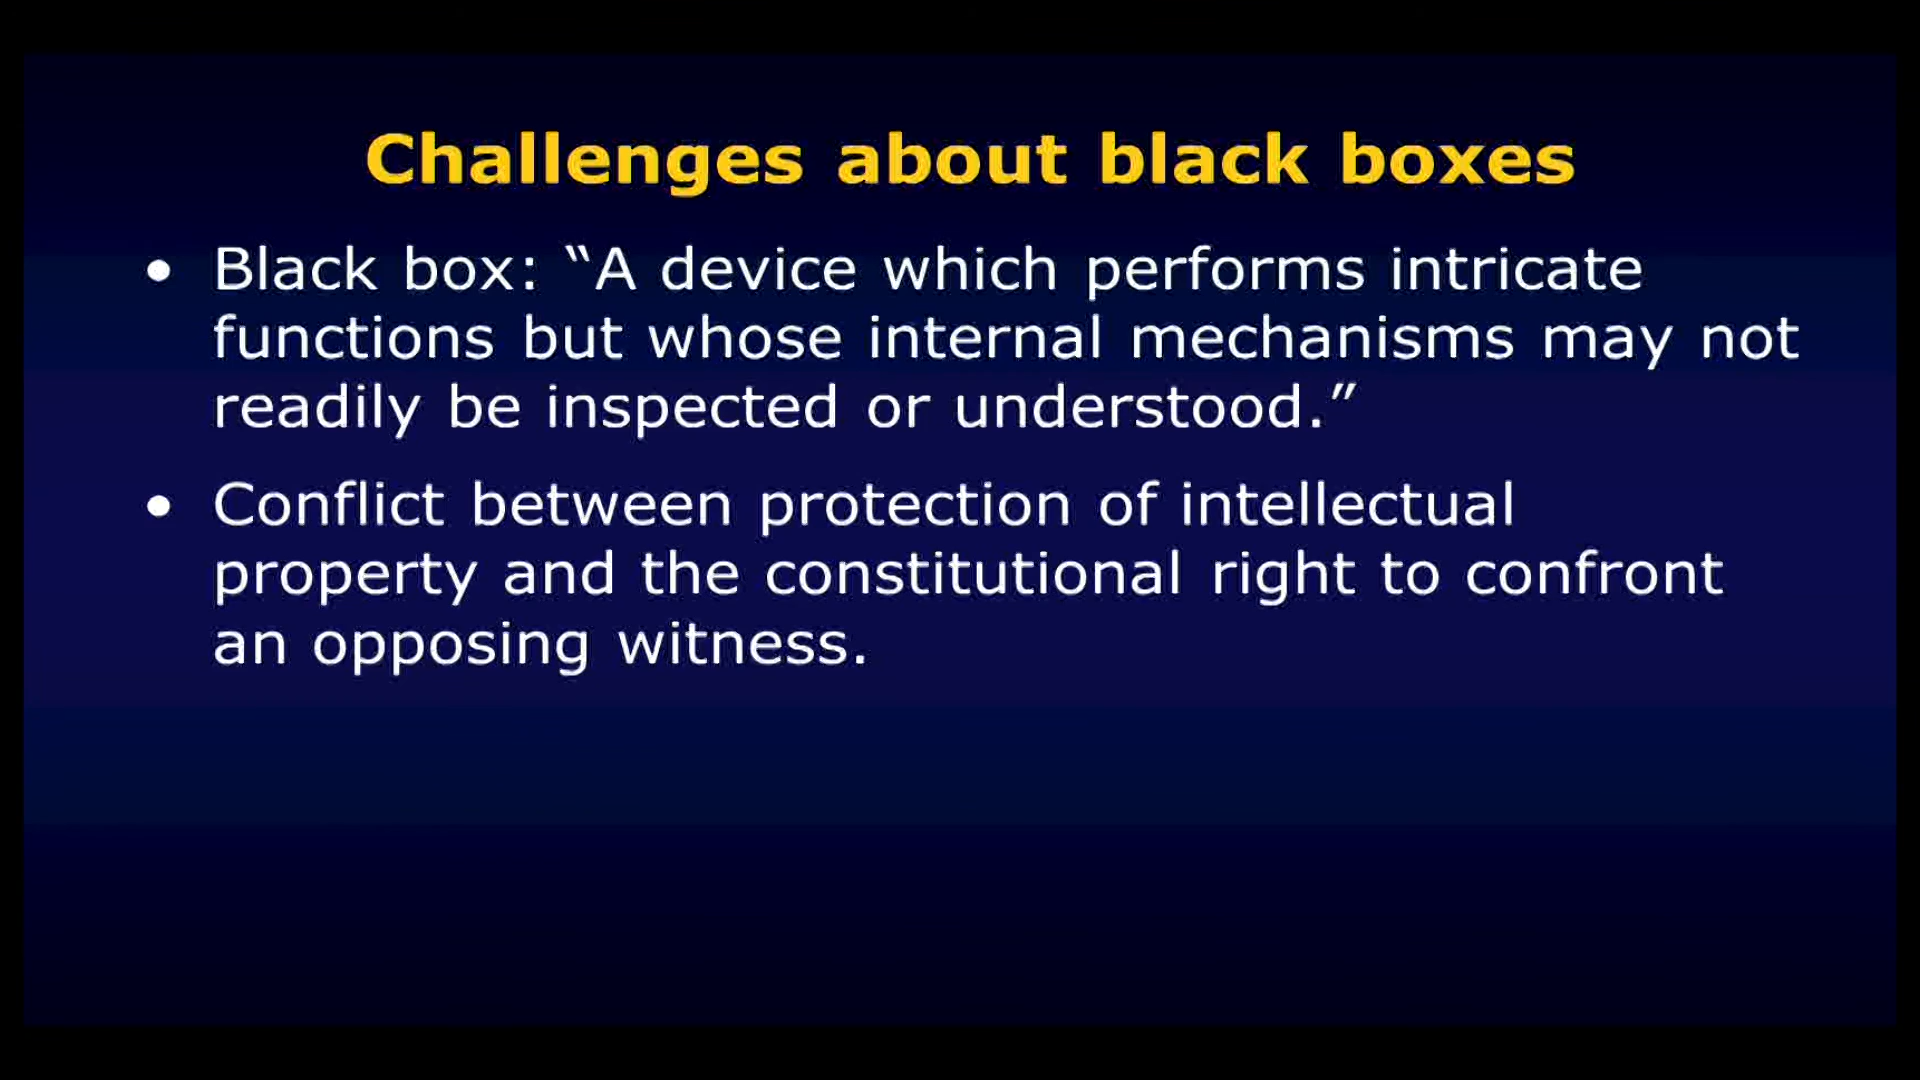 Challenges about black boxes
• Black box: “A device which performs intricate
functions but whose internal mechanisms may not
readily be inspected or understood.”
• Conflict between protection of intellectual
property and the constitutional right to confront
an opposing witness.